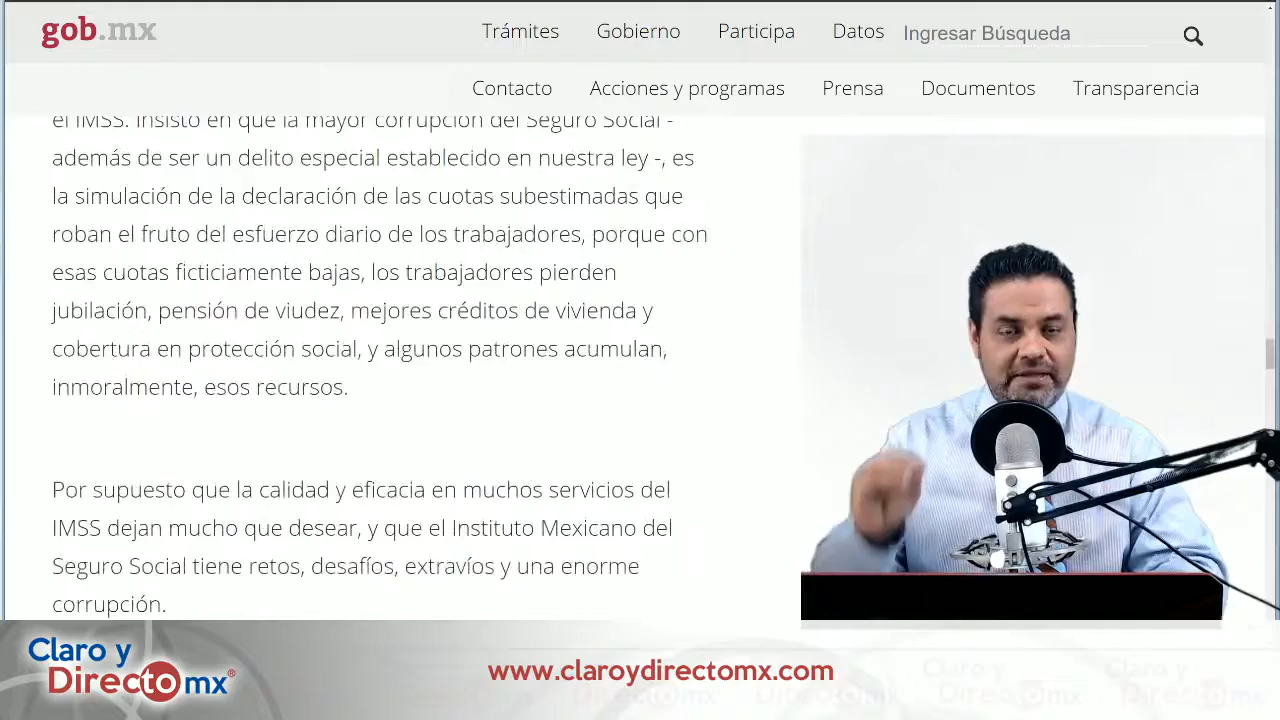 gob.mx
Trámites Gobierno Participa Datos Ingresar Búsqueda
Contacto Acciones y programas Prensa Documentos Transparencia
el IMSS. Insisto en que la mayor corrupción del Seguro Social -
además de ser un delito especial establecido en nuestra ley -, es
la simulación de la declaración de las cuotas subestimadas que
roban el fruto del esfuerzo diario de los trabajadores, porque con
esas cuotas ficticiamente bajas, los trabajadores pierden
jubilación, pensión de viudez, mejores créditos de vivienda y
cobertura en protección social, y algunos patrones acumulan,
inmoralmente, esos recursos.
Por supuesto que la calidad y eficacia en muchos servicios del
IMSS dejan mucho que desear, y que el Instituto Mexicano del
Seguro Social tiene retos, desafíos, extravíos y una enorme
corrupción.
Claro y
Directo mx®
www.claroydirectomx.com